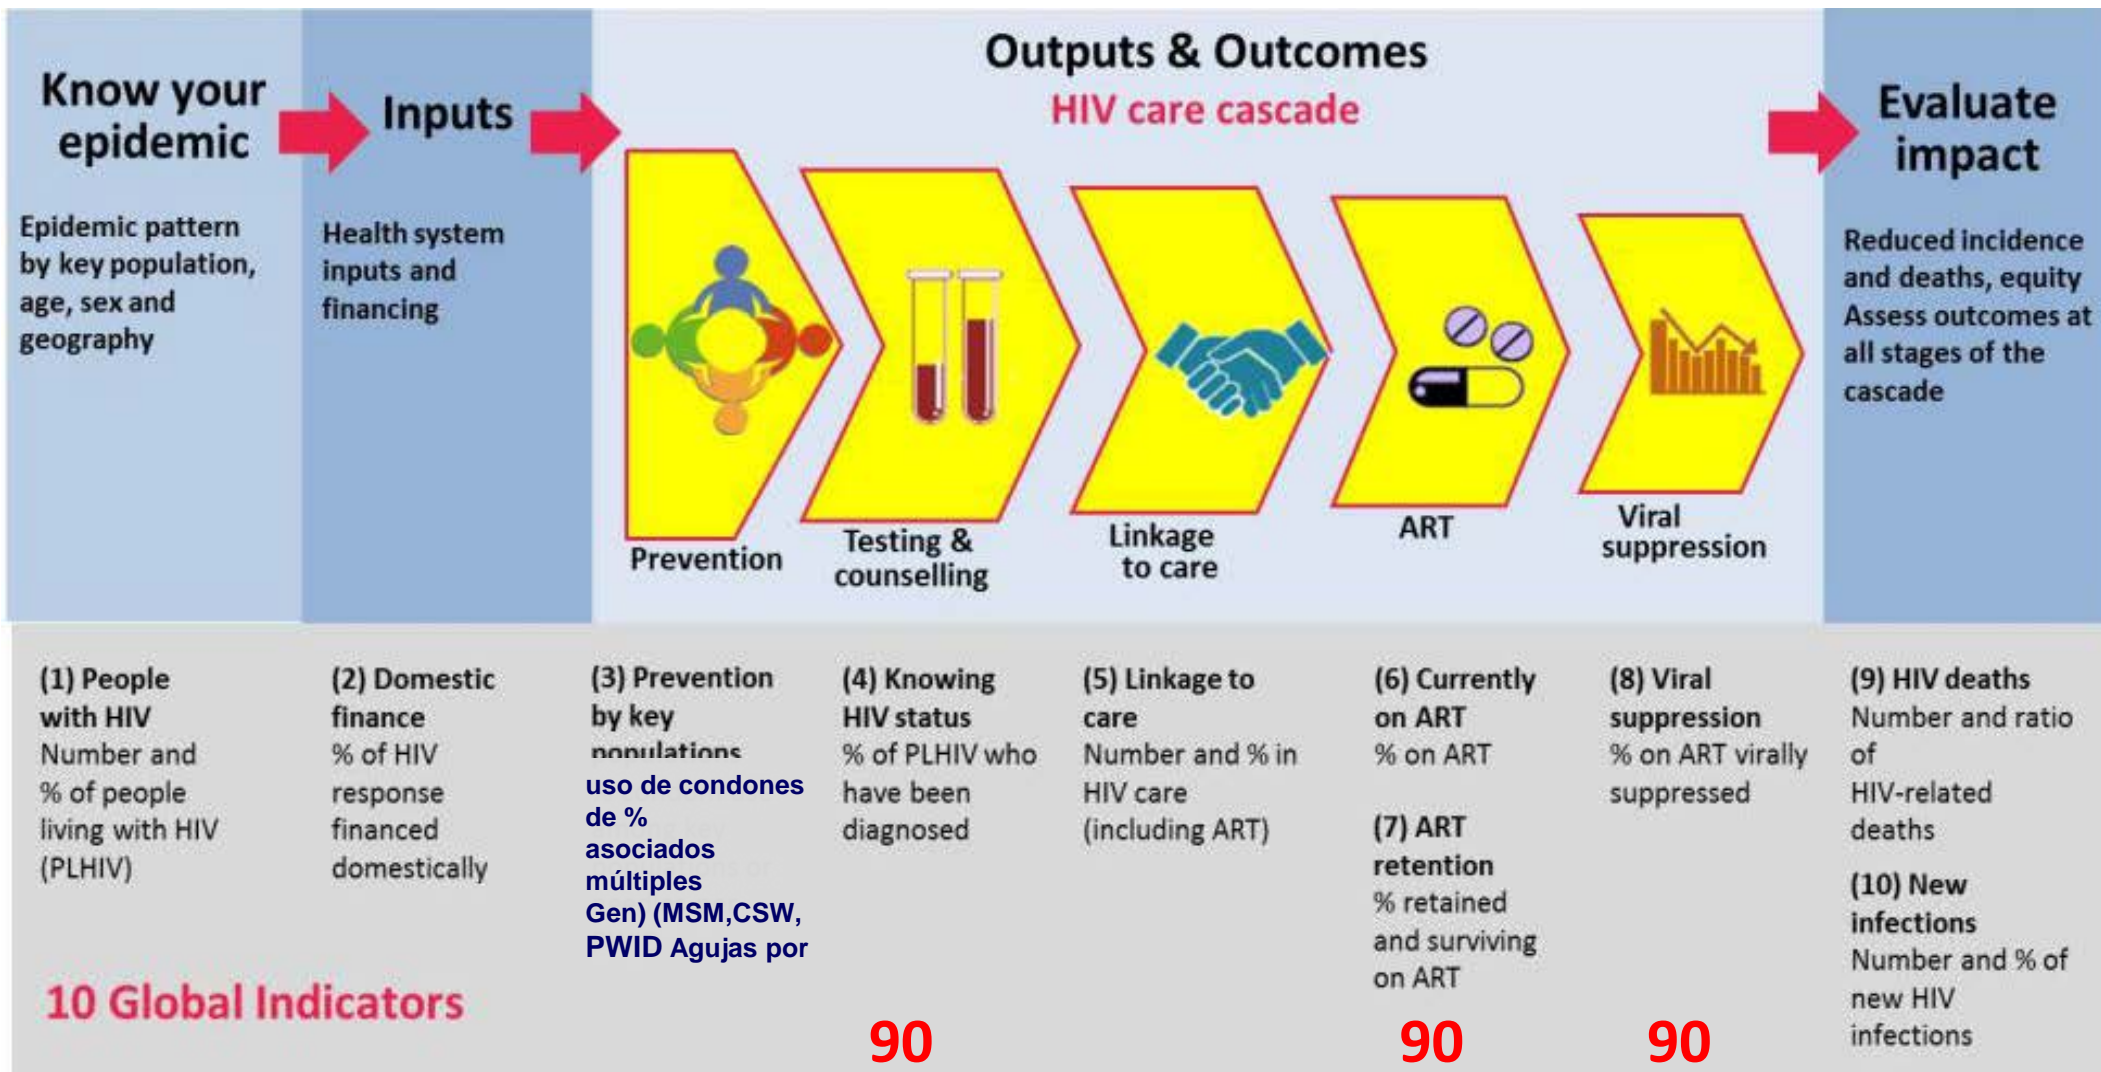 Know your
epidemic
Epidemic pattern
by key population,
age, sex and
geography
Inputs
Health system
inputs and
financing
Outputs & Outcomes
HIV care cascade
Prevention
Testing &
counselling
Linkage
to care
ART
Viral
suppression
Evaluate
impact
Reduced incidence
and deaths, equity
Assess outcomes at
all stages of the
cascade
(1) People
with HIV
Number and
% of people
living with HIV
(PLHIV)
(2) Domestic
finance
% of HIV
response
financed
domestically
(3) Prevention
by key
populations
uso de condones
de %
asociados
múltiples
Gen) (MSM,CSW,
PWID Agujas por
(4) Knowing
HIV status
% of PLHIV who
have been
diagnosed
(5) Linkage to
care
Number and % in
HIV care
(including ART)
(6) Currently
on ART
% on ART
(7) ART
retention
% retained
and surviving
on ART
(8) Viral
suppression
% on ART virally
suppressed
(9) HIV deaths
Number and ratio
of
HIV-related
deaths
(10) New
infections
Number and % of
new HIV
infections
10 Global Indicators
90
90
90